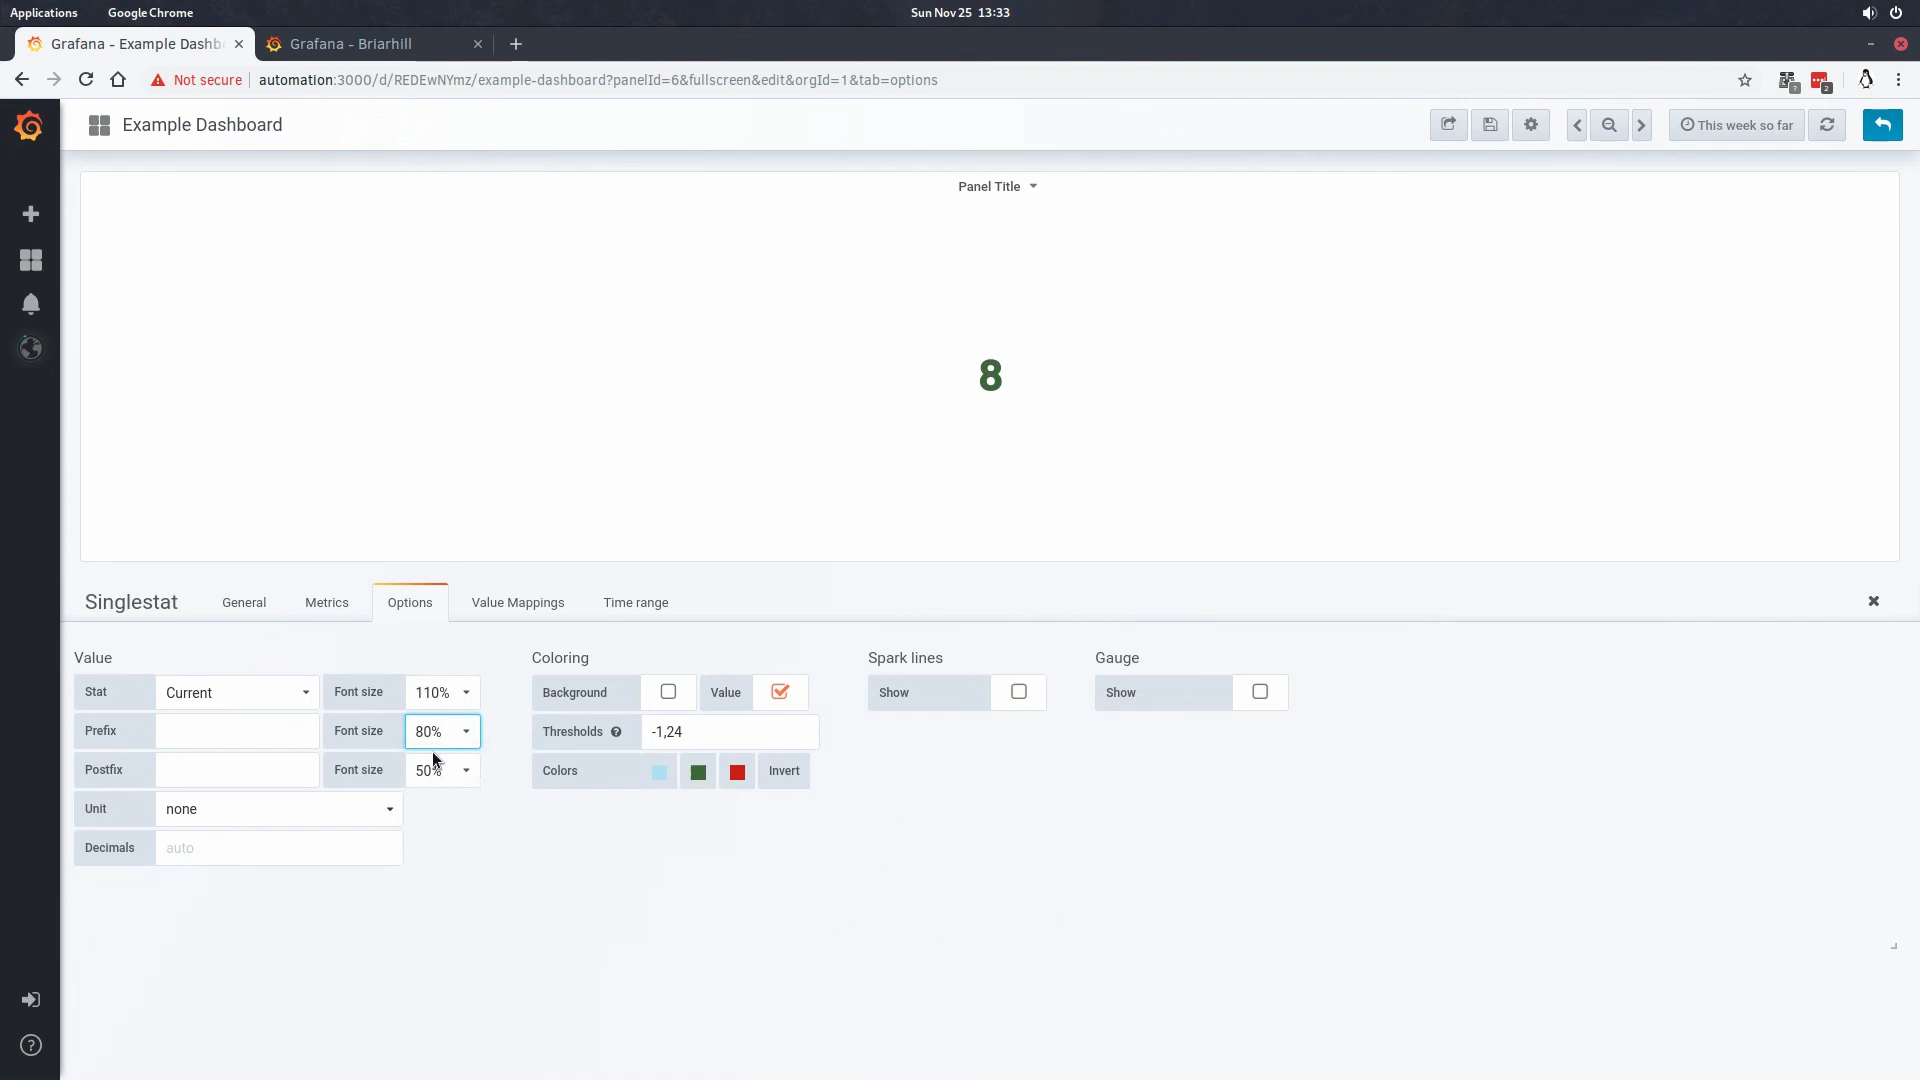 Applications Google Chrome Sun Nov 25 13:33
Grafana - Example Dashb Grafana - Briarhill
Not secure automation:3000/d/REDEwNYmz/example-dashboard?panelId=6&fullscreen&edit&orgId=1&tab=options ? 2
Example Dashboard This week so far
Panel Title
8
Singlestat General Metrics Options Value Mappings Time range
Value Coloring Spark lines Gauge
Stat Current Font size 110% Background Value Show Show
Prefix Font size 80% Thresholds ? -1,24
Postfix Font size 50% Colors Invert
Unit none
Decimals auto
?